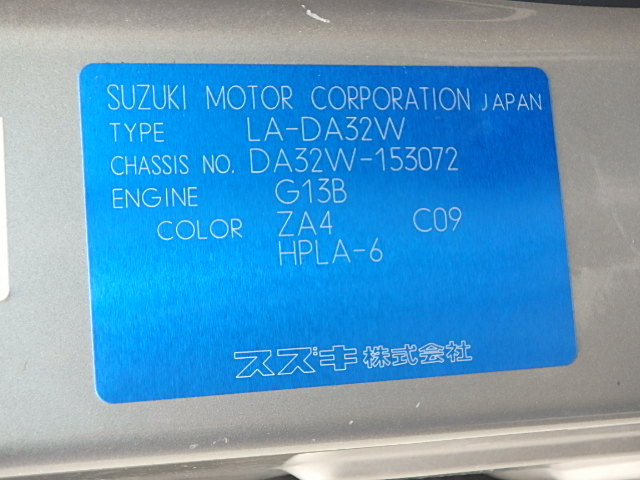 SUZUKI MOTOR CORPORATION JAPAN
TYPE LA-DA32W
CHASSIS NO. DA32W-153072
ENGINE G13B
COLOR ZA4 C09
HPLA-6
スズキ株式会社